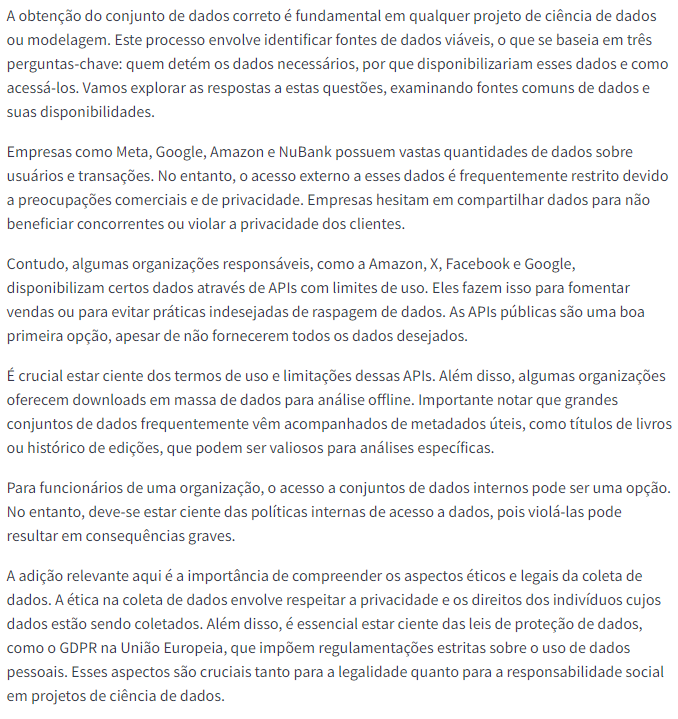 A obtenção do conjunto de dados correto é fundamental em qualquer projeto de ciência de dados
ou modelagem. Este processo envolve identificar fontes de dados viáveis, o que se baseia em três
perguntas-chave: quem detém os dados necessários, por que disponibilizariam esses dados e como
acessá-los. Vamos explorar as respostas a estas questões, examinando fontes comuns de dados e
suas disponibilidades.
Empresas como Meta, Google, Amazon e NuBank possuem vastas quantidades de dados sobre
usuários e transações. No entanto, o acesso externo a esses dados é frequentemente restrito devido
a preocupações comerciais e de privacidade. Empresas hesitam em compartilhar dados para não
beneficiar concorrentes ou violar a privacidade dos clientes.
Contudo, algumas organizações responsáveis, como a Amazon, X, Facebook e Google,
disponibilizam certos dados através de APIs com limites de uso. Eles fazem isso para fomentar
vendas ou para evitar práticas indesejadas de raspagem de dados. As APIs públicas são uma boa
primeira opção, apesar de não fornecerem todos os dados desejados.
É crucial estar ciente dos termos de uso e limitações dessas APIs. Além disso, algumas organizações
oferecem downloads em massa de dados para análise offline. Importante notar que grandes
conjuntos de dados frequentemente vêm acompanhados de metadados úteis, como títulos de livros
ou histórico de edições, que podem ser valiosos para análises específicas.
Para funcionários de uma organização, o acesso a conjuntos de dados internos pode ser uma opção.
No entanto, deve-se estar ciente das políticas internas de acesso a dados, pois violá-las pode
resultar em consequências graves.
A adição relevante aqui é a importância de compreender os aspectos éticos e legais da coleta de
dados. A ética na coleta de dados envolve respeitar a privacidade e os direitos dos indivíduos cujos
dados estão sendo coletados. Além disso, é essencial estar ciente das leis de proteção de dados,
como o GDPR na União Europeia, que impõem regulamentações estritas sobre o uso de dados
pessoais. Esses aspectos são cruciais tanto para a legalidade quanto para a responsabilidade social
em projetos de ciência de dados.